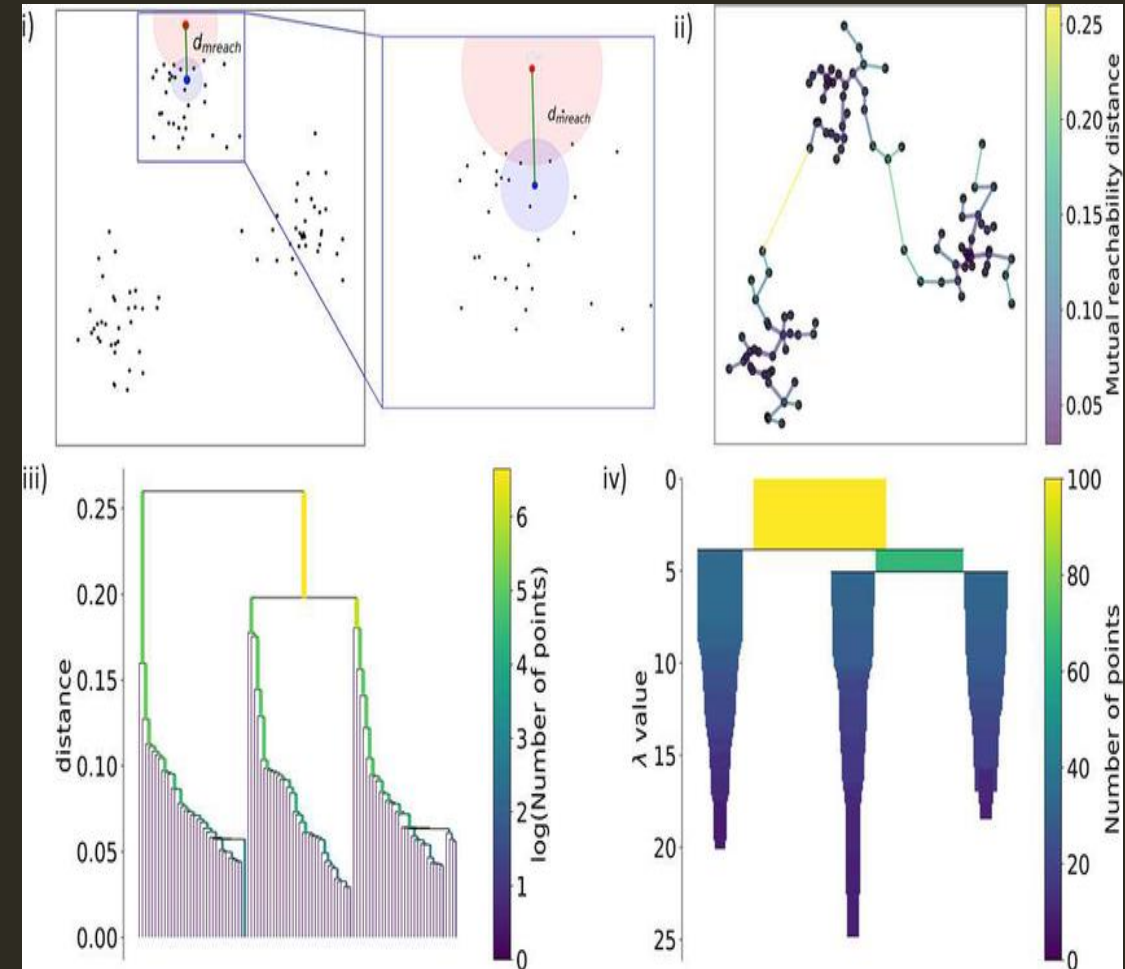 i)
d_mreach
d_mreach
ii)
0.25
0.20
0.15
0.10
0.05
Mutual reachability distance
iii)
0.25
0.20
0.15
0.10
0.05
0.00
distance
6
5
4
3
2
1
0
log(Number of points)
iv)
0
5
10
15
20
25
λ value
100
80
60
40
20
0
Number of points